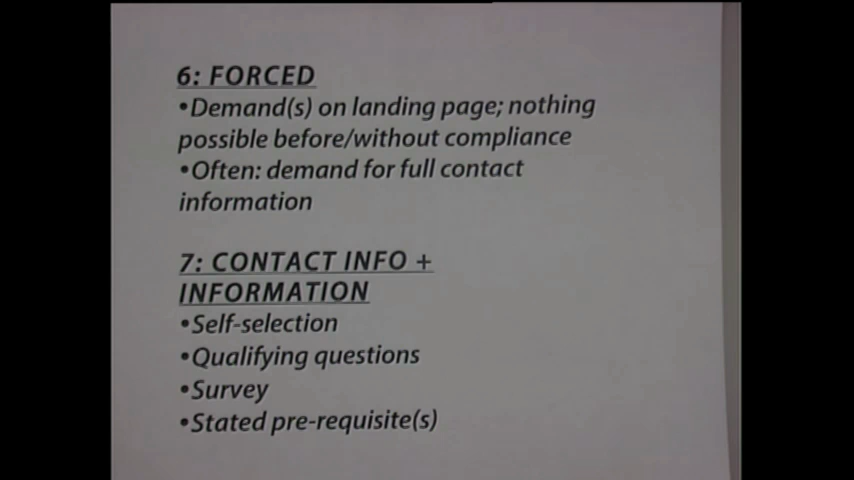 6: FORCED
•Demand(s) on landing page; nothing
possible before/without compliance
•Often: demand for full contact
information
7: CONTACT INFO +
INFORMATION
•Self-selection
•Qualifying questions
•Survey
•Stated pre-requisite(s)